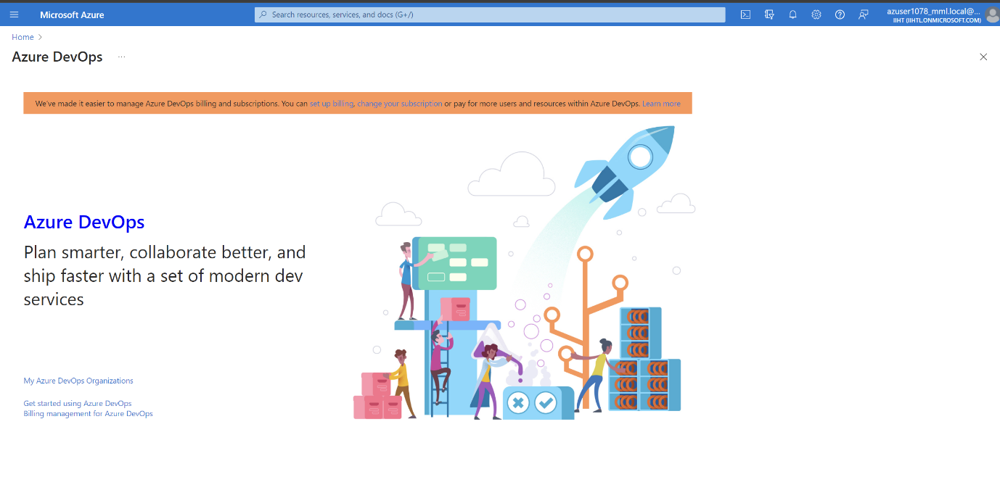 Microsoft Azure
Search resources, services, and docs (G+/)
azuser1078_mml.local@...
IIHT (IIHTL.ONMICROSOFT.COM)
Home >
Azure DevOps ...
We've made it easier to manage Azure DevOps billing and subscriptions. You can set up billing, change your subscription or pay for more users and resources within Azure DevOps. Learn more
Azure DevOps
Plan smarter, collaborate better, and
ship faster with a set of modern dev
services
My Azure DevOps Organizations
Get started using Azure DevOps
Billing management for Azure DevOps